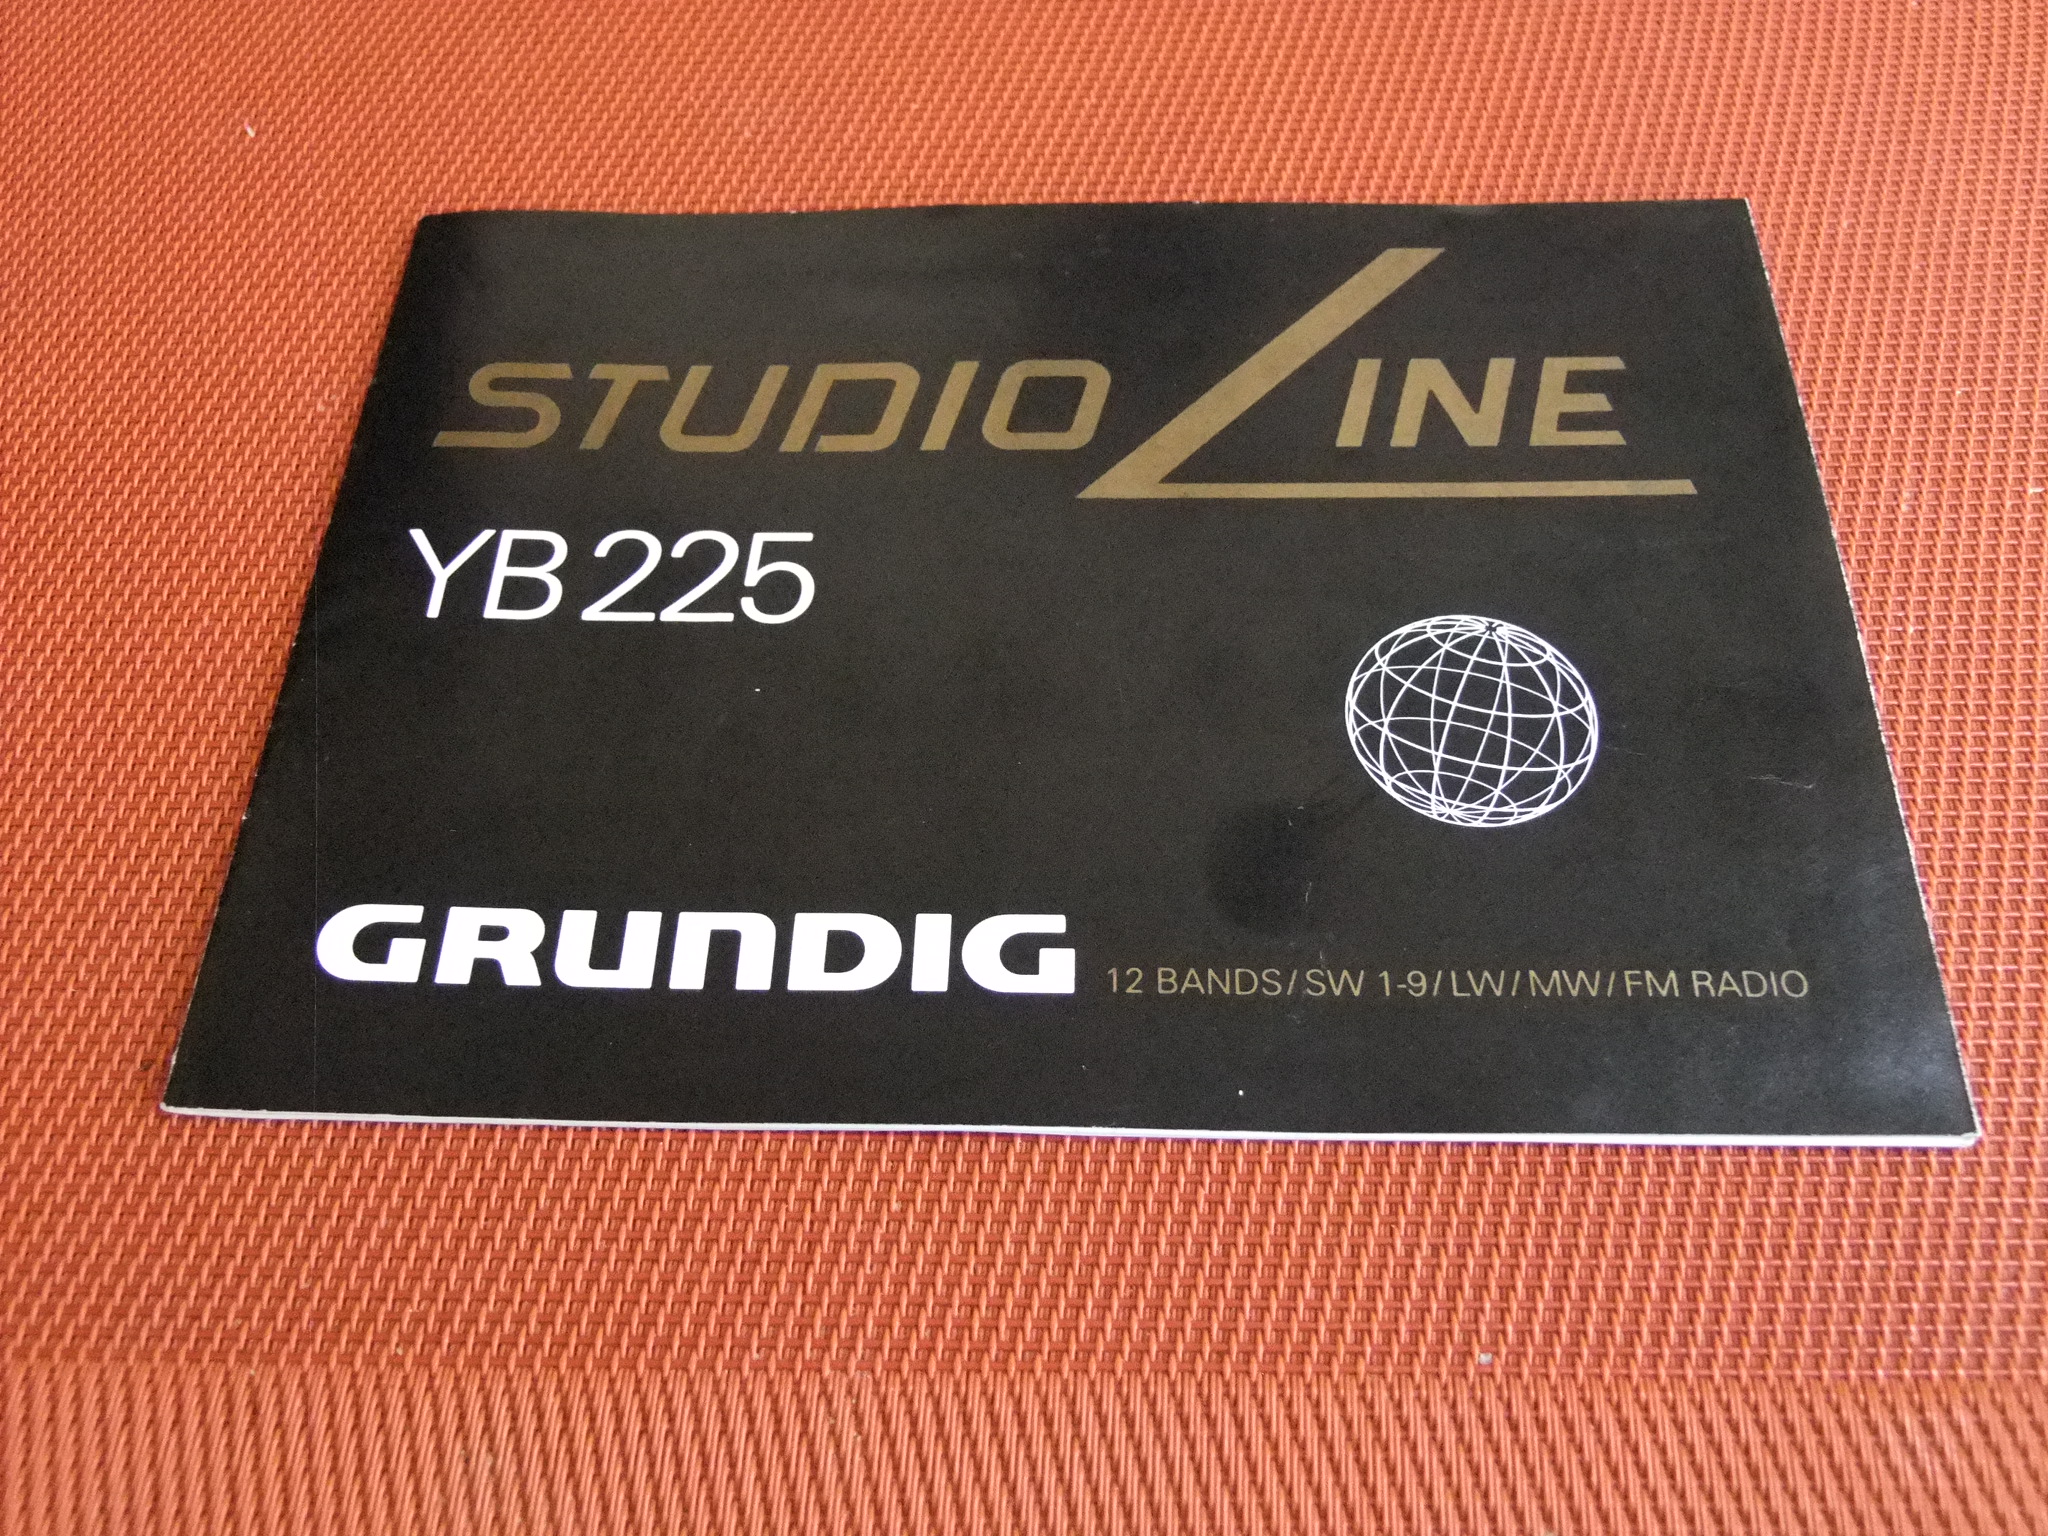 STUDIO LINE
YB 225
GRUNDIG
12 BANDS/SW 1-9/LW/MW/FM RADIO